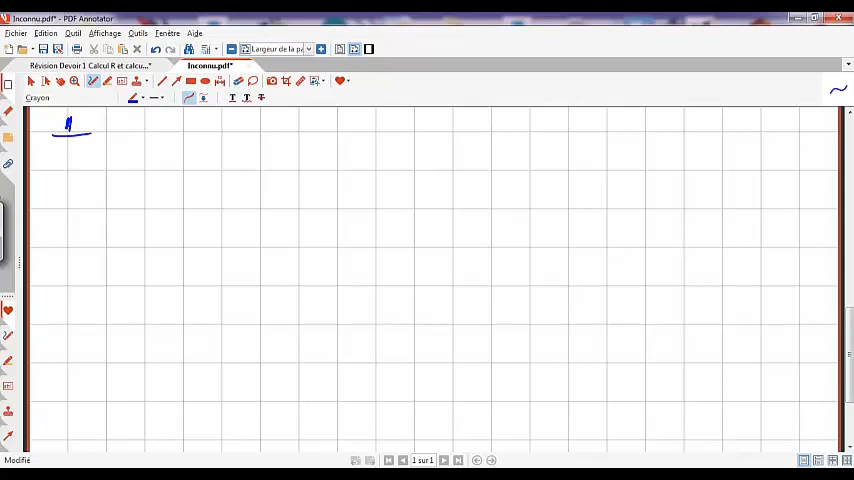 Inconnu.pdf* - PDF Annotator
Fichier Edition Outil Affichage Outils Fenêtre Aide
Largeur de la pa
Révision Devoir 1 Calcul R et calcu...* Inconnu.pdf*
Crayon
1 sur 1
Modifié